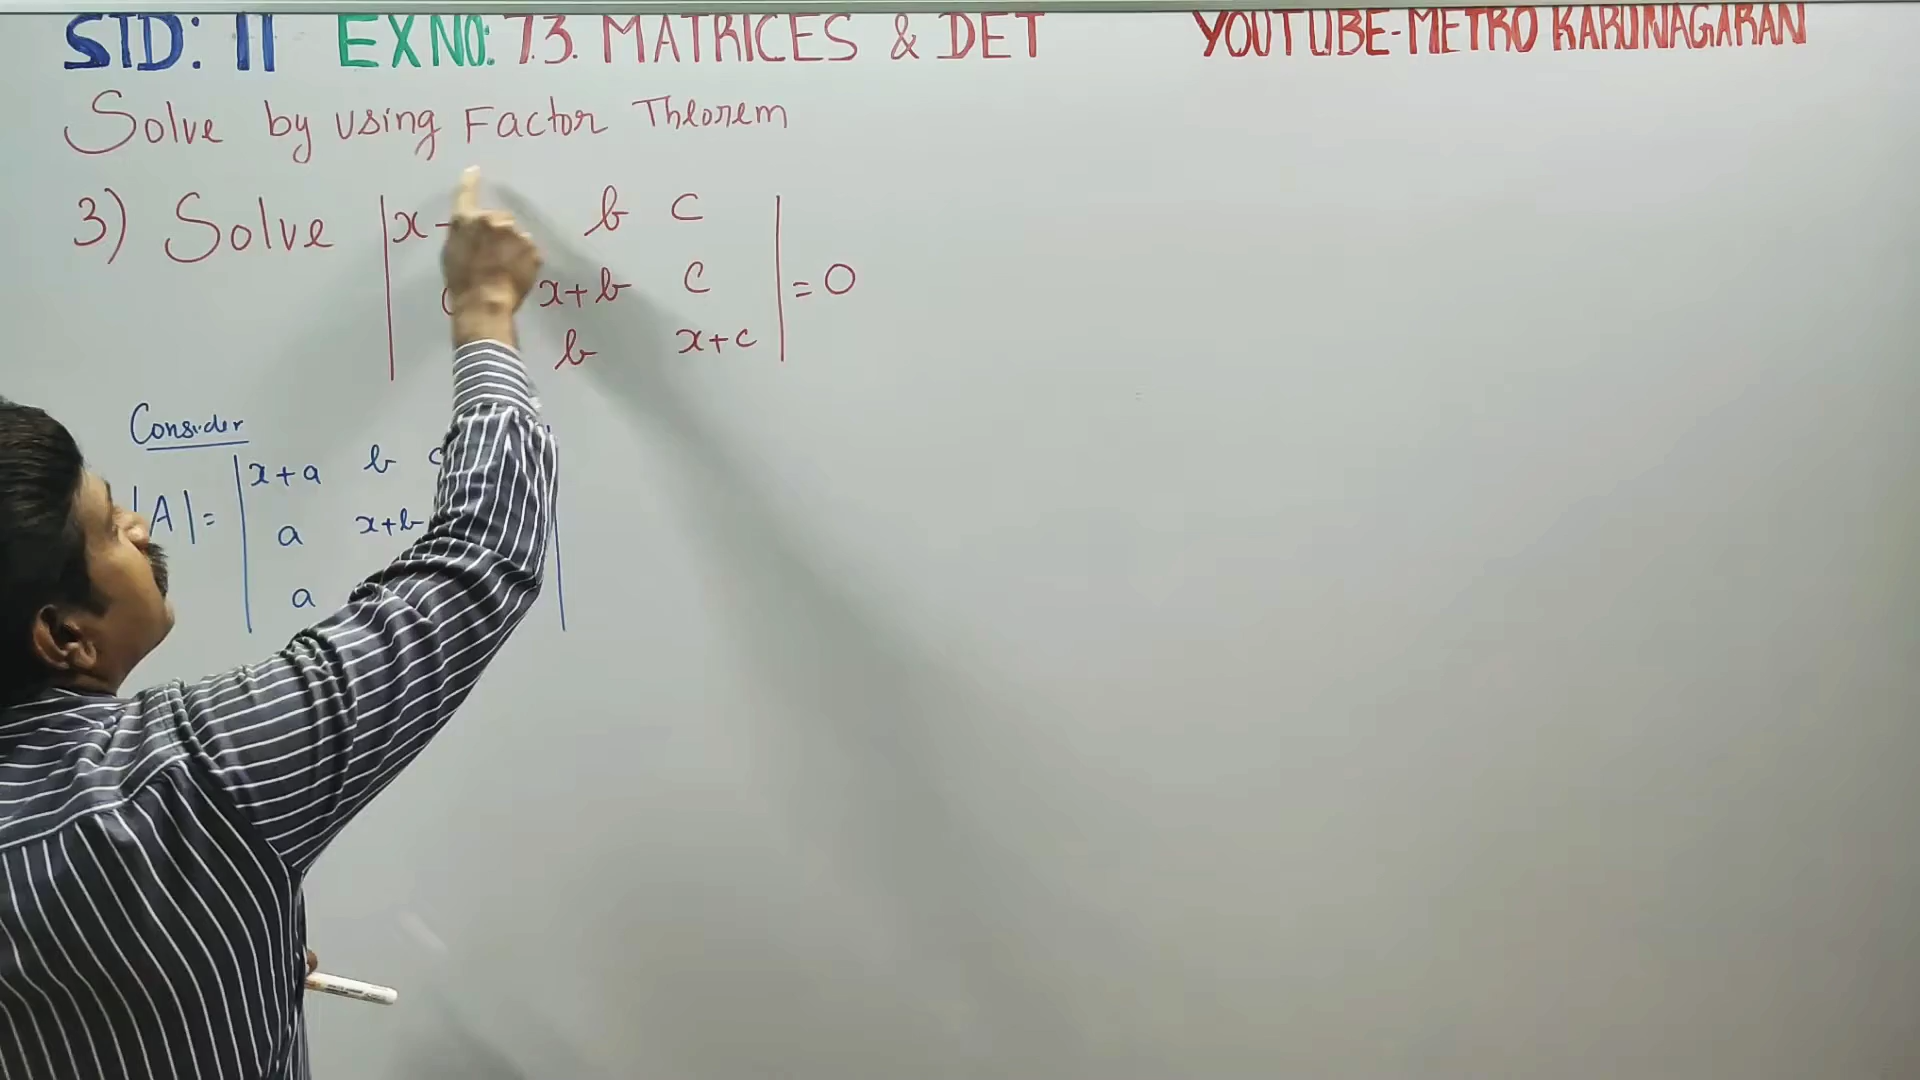 STD: 11 EX NO: 7.3. MATRICES & DET YOUTUBE-METRO KARUNAGARAN
Solve by using Factor Theorem
3) Solve | x+ b c |
x+b c = 0
b x+c
Consider
|A| = | x+a b c |
a x+b
a